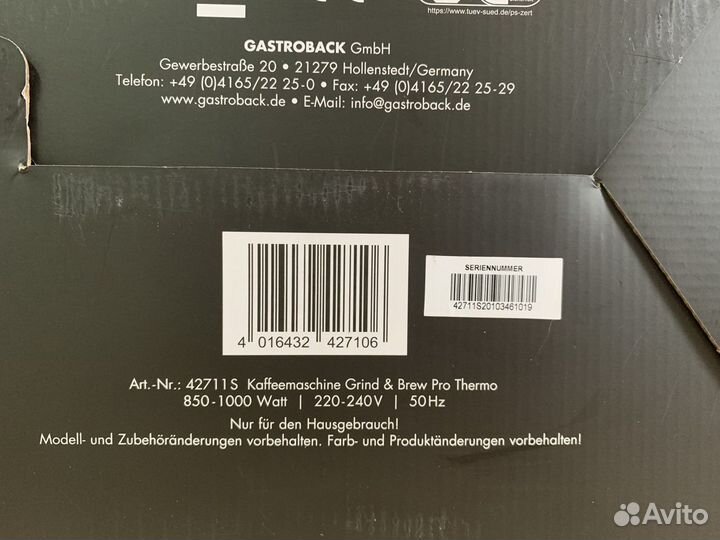 https://www.tuev-sued.de/ps-zert
GASTROBACK GmbH
Gewerbestraße 20 • 21279 Hollenstedt/Germany
Telefon: +49 (0)4165/22 25-0 • Fax: +49 (0)4165/22 25-29
www.gastroback.de • E-Mail: info@gastroback.de
SERIENNUMMER
42711S20103461019
4 016432 427106
Art.-Nr.: 42711S Kaffeemaschine Grind & Brew Pro Thermo
850-1000 Watt | 220-240V | 50Hz
Nur für den Hausgebrauch!
Modell- und Zubehöränderungen vorbehalten. Farb- und Produktänderungen vorbehalten!
Avito